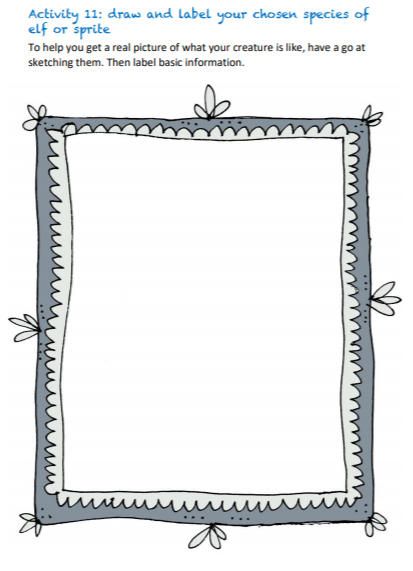 Activity 11: draw and label your chosen species of
elf or sprite
To help you get a real picture of what your creature is like, have a go at
sketching them. Then label basic information.